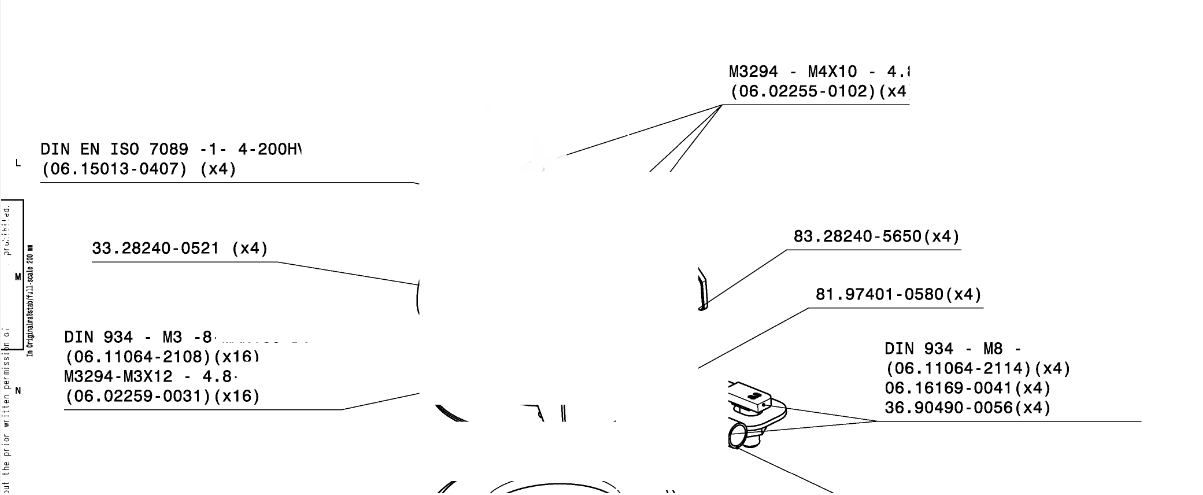 M3294 - M4X10 - 4.
(06.02255-0102)(x4
DIN EN ISO 7089 -1- 4-200H
(06.15013-0407) (x4)
L
33.28240-0521 (x4)
83.28240-5650(x4)
M
81.97401-0580(x4)
DIN 934 - M3 -8
(06.11064-2108)(x16)
M3294-M3X12 - 4.8
(06.02259-0031)(x16)
N
DIN 934 - M8 -
(06.11064-2114)(x4)
06.16169-0041(x4)
36.90490-0056(x4)
prohibited.
Im Originalmaßstab/full-scale 200 mm
out the prior written permission of